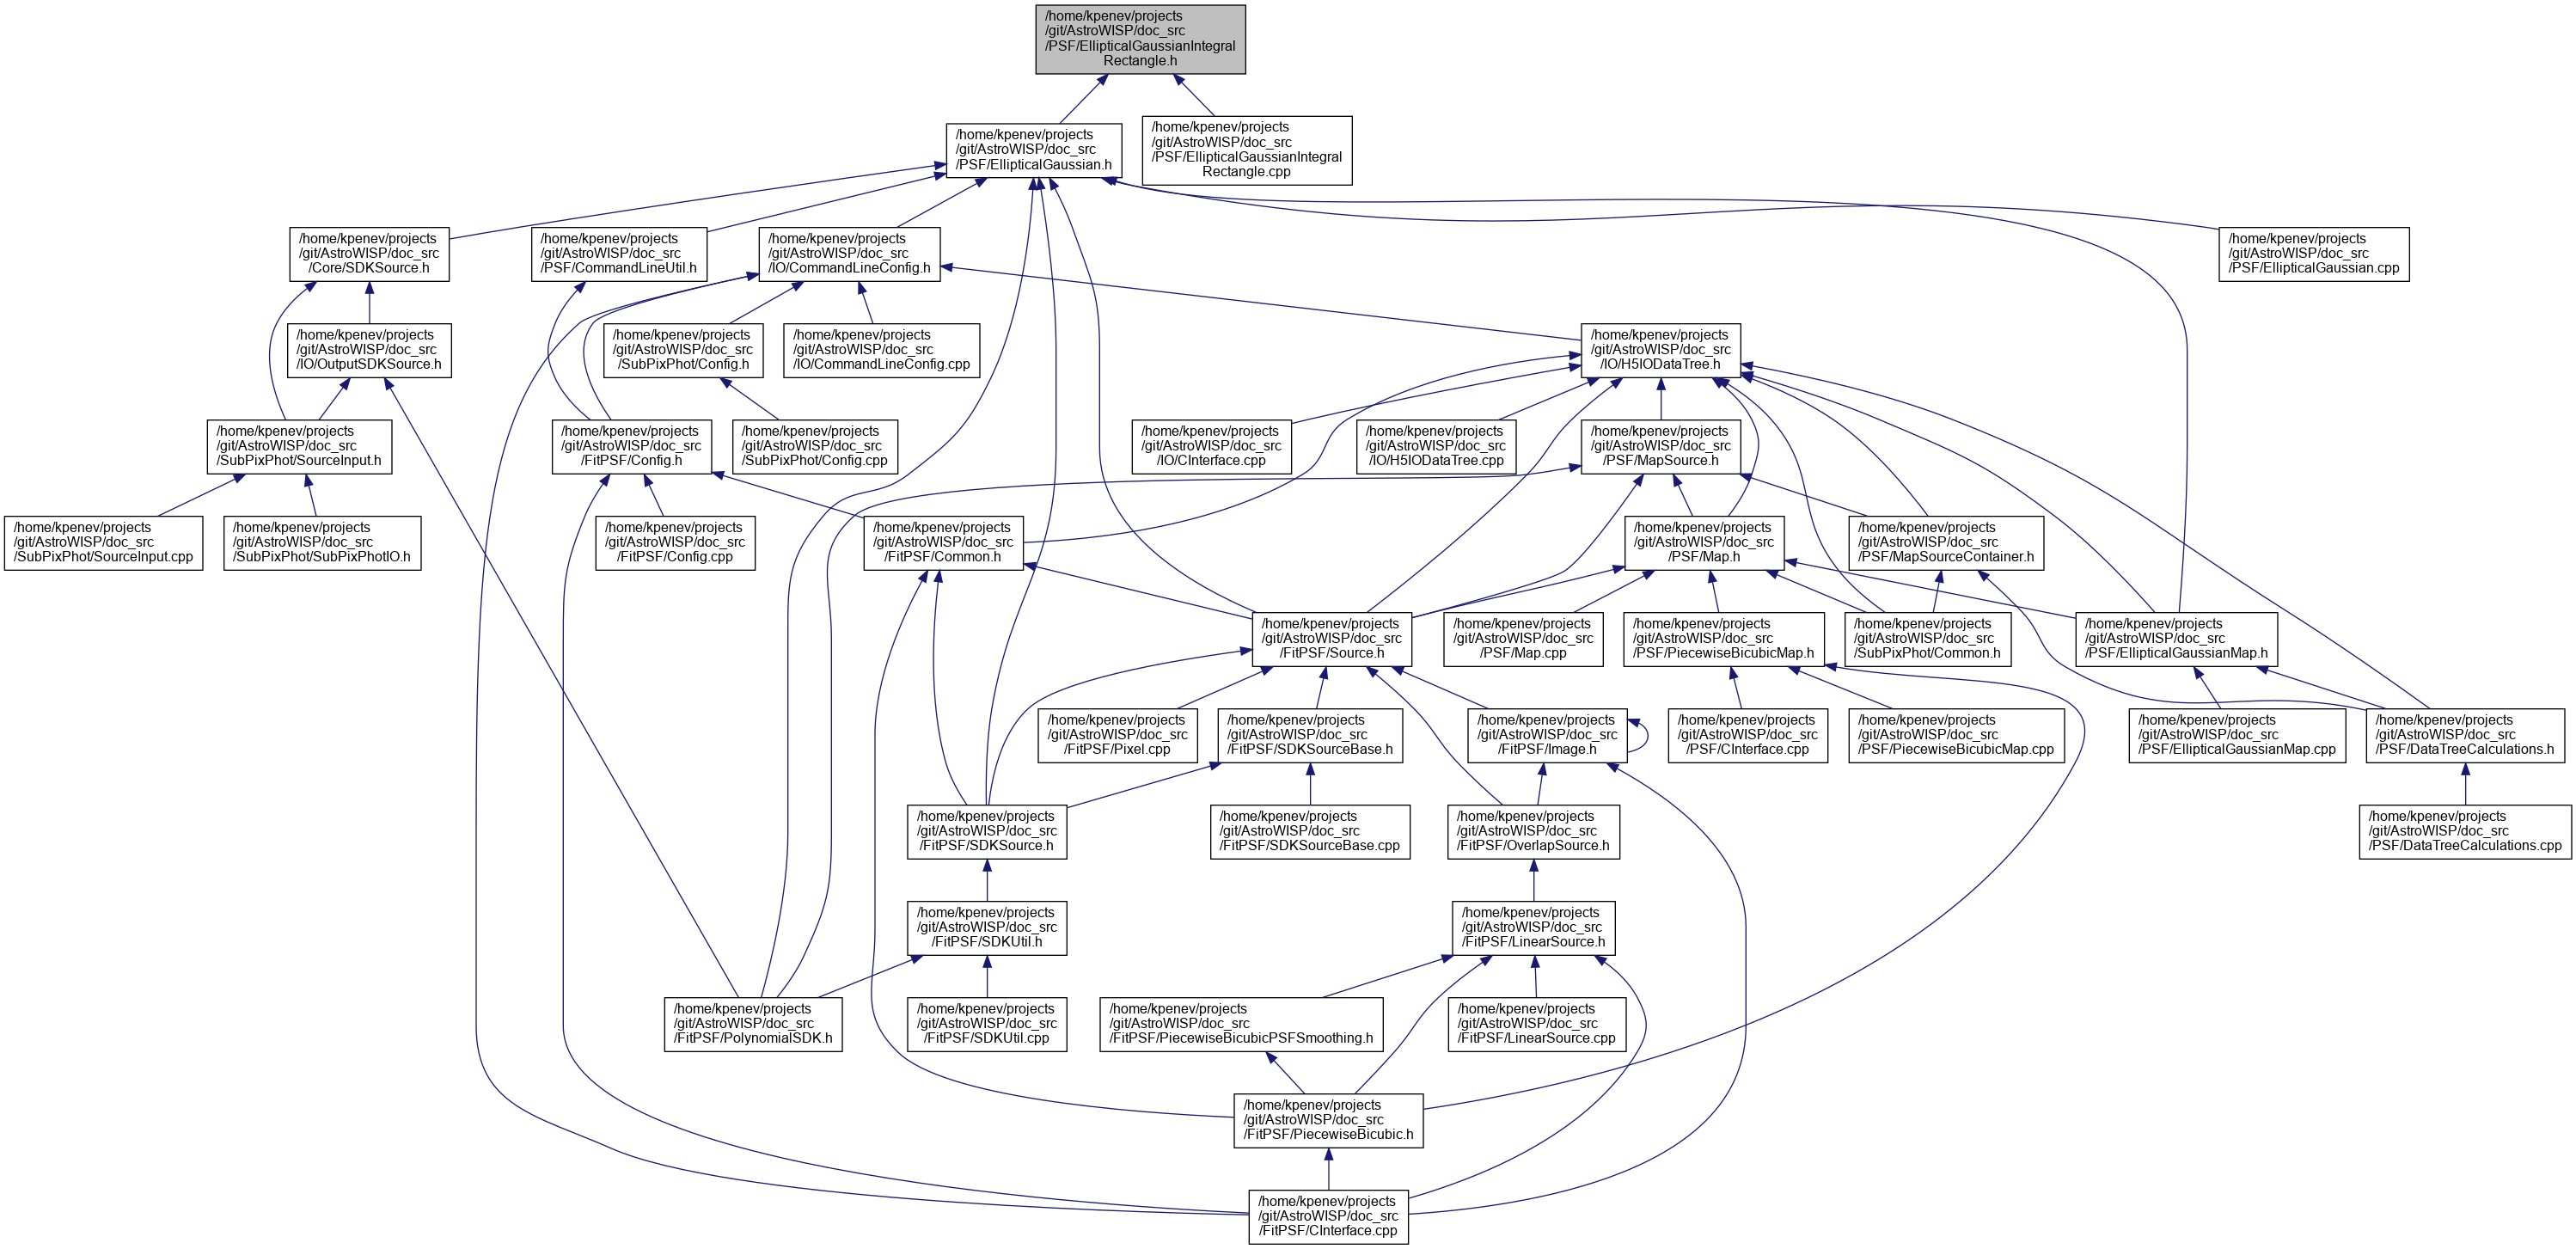 /home/kpenev/projects
/git/AstroWISP/doc_src
/PSF/EllipticalGaussianIntegral
Rectangle.h
/home/kpenev/projects
/git/AstroWISP/doc_src
/PSF/EllipticalGaussian.h
/home/kpenev/projects
/git/AstroWISP/doc_src
/PSF/EllipticalGaussianIntegral
Rectangle.cpp
/home/kpenev/projects
/git/AstroWISP/doc_src
/Core/SDKSource.h
/home/kpenev/projects
/git/AstroWISP/doc_src
/PSF/CommandLineUtil.h
/home/kpenev/projects
/git/AstroWISP/doc_src
/IO/CommandLineConfig.h
/home/kpenev/projects
/git/AstroWISP/doc_src
/PSF/EllipticalGaussian.cpp
/home/kpenev/projects
/git/AstroWISP/doc_src
/IO/OutputSDKSource.h
/home/kpenev/projects
/git/AstroWISP/doc_src
/SubPixPhot/Config.h
/home/kpenev/projects
/git/AstroWISP/doc_src
/IO/CommandLineConfig.cpp
/home/kpenev/projects
/git/AstroWISP/doc_src
/IO/H5IODataTree.h
/home/kpenev/projects
/git/AstroWISP/doc_src
/SubPixPhot/SourceInput.h
/home/kpenev/projects
/git/AstroWISP/doc_src
/FitPSF/Config.h
/home/kpenev/projects
/git/AstroWISP/doc_src
/SubPixPhot/Config.cpp
/home/kpenev/projects
/git/AstroWISP/doc_src
/IO/CInterface.cpp
/home/kpenev/projects
/git/AstroWISP/doc_src
/IO/H5IODataTree.cpp
/home/kpenev/projects
/git/AstroWISP/doc_src
/PSF/MapSource.h
/home/kpenev/projects
/git/AstroWISP/doc_src
/SubPixPhot/SourceInput.cpp
/home/kpenev/projects
/git/AstroWISP/doc_src
/SubPixPhot/SubPixPhotIO.h
/home/kpenev/projects
/git/AstroWISP/doc_src
/FitPSF/Config.cpp
/home/kpenev/projects
/git/AstroWISP/doc_src
/FitPSF/Common.h
/home/kpenev/projects
/git/AstroWISP/doc_src
/PSF/Map.h
/home/kpenev/projects
/git/AstroWISP/doc_src
/PSF/MapSourceContainer.h
/home/kpenev/projects
/git/AstroWISP/doc_src
/FitPSF/Source.h
/home/kpenev/projects
/git/AstroWISP/doc_src
/PSF/Map.cpp
/home/kpenev/projects
/git/AstroWISP/doc_src
/PSF/PiecewiseBicubicMap.h
/home/kpenev/projects
/git/AstroWISP/doc_src
/SubPixPhot/Common.h
/home/kpenev/projects
/git/AstroWISP/doc_src
/PSF/EllipticalGaussianMap.h
/home/kpenev/projects
/git/AstroWISP/doc_src
/FitPSF/Pixel.cpp
/home/kpenev/projects
/git/AstroWISP/doc_src
/FitPSF/SDKSourceBase.h
/home/kpenev/projects
/git/AstroWISP/doc_src
/FitPSF/Image.h
/home/kpenev/projects
/git/AstroWISP/doc_src
/PSF/CInterface.cpp
/home/kpenev/projects
/git/AstroWISP/doc_src
/PSF/PiecewiseBicubicMap.cpp
/home/kpenev/projects
/git/AstroWISP/doc_src
/PSF/EllipticalGaussianMap.cpp
/home/kpenev/projects
/git/AstroWISP/doc_src
/PSF/DataTreeCalculations.h
/home/kpenev/projects
/git/AstroWISP/doc_src
/FitPSF/SDKSource.h
/home/kpenev/projects
/git/AstroWISP/doc_src
/FitPSF/SDKSourceBase.cpp
/home/kpenev/projects
/git/AstroWISP/doc_src
/FitPSF/OverlapSource.h
/home/kpenev/projects
/git/AstroWISP/doc_src
/PSF/DataTreeCalculations.cpp
/home/kpenev/projects
/git/AstroWISP/doc_src
/FitPSF/SDKUtil.h
/home/kpenev/projects
/git/AstroWISP/doc_src
/FitPSF/LinearSource.h
/home/kpenev/projects
/git/AstroWISP/doc_src
/FitPSF/PolynomialSDK.h
/home/kpenev/projects
/git/AstroWISP/doc_src
/FitPSF/SDKUtil.cpp
/home/kpenev/projects
/git/AstroWISP/doc_src
/FitPSF/PiecewiseBicubicPSFSmoothing.h
/home/kpenev/projects
/git/AstroWISP/doc_src
/FitPSF/LinearSource.cpp
/home/kpenev/projects
/git/AstroWISP/doc_src
/FitPSF/PiecewiseBicubic.h
/home/kpenev/projects
/git/AstroWISP/doc_src
/FitPSF/CInterface.cpp